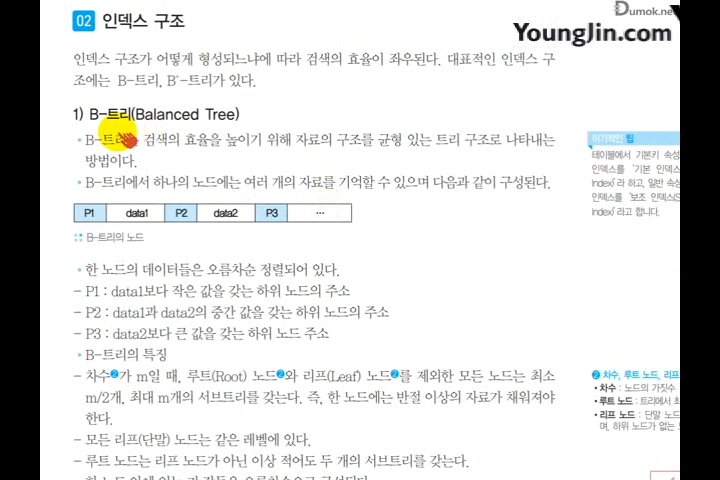 Dumok.ne
YoungJin.com
02 인덱스 구조
인덱스 구조가 어떻게 형성되느냐에 따라 검색의 효율이 좌우된다. 대표적인 인덱스 구
조에는 B-트리, B⁺-트리가 있다.
1) B-트리(Balanced Tree)
• B-트리 검색의 효율을 높이기 위해 자료의 구조를 균형 있는 트리 구조로 나타내는
방법이다.
• B-트리에서 하나의 노드에는 여러 개의 자료를 기억할 수 있으며 다음과 같이 구성된다.
P1 data1 P2 data2 P3 …
B-트리의 노드
• 한 노드의 데이터들은 오름차순 정렬되어 있다.
- P1 : data1보다 작은 값을 갖는 하위 노드의 주소
- P2 : data1과 data2의 중간 값을 갖는 하위 노드의 주소
- P3 : data2보다 큰 값을 갖는 하위 노드 주소
• B-트리의 특징
- 차수❷가 m일 때, 루트(Root) 노드❷와 리프(Leaf) 노드❷를 제외한 모든 노드는 최소
m/2개, 최대 m개의 서브트리를 갖는다. 즉, 한 노드에는 반절 이상의 자료가 채워져야
한다.
- 모든 리프(단말) 노드는 같은 레벨에 있다.
- 루트 노드는 리프 노드가 아닌 이상 적어도 두 개의 서브트리를 갖는다.
이기적인 팁
테이블에서 기본키 속성
인덱스를 '기본 인덱스
Index)'라 하고, 일반 속성
인덱스를 '보조 인덱스(S
Index)'라고 합니다.
❷ 차수, 루트 노드, 리프
• 차수 : 노드의 가짓수
• 루트 노드 : 트리에서 최
• 리프 노드 : 단말 노드
며, 하위 노드가 없는 노